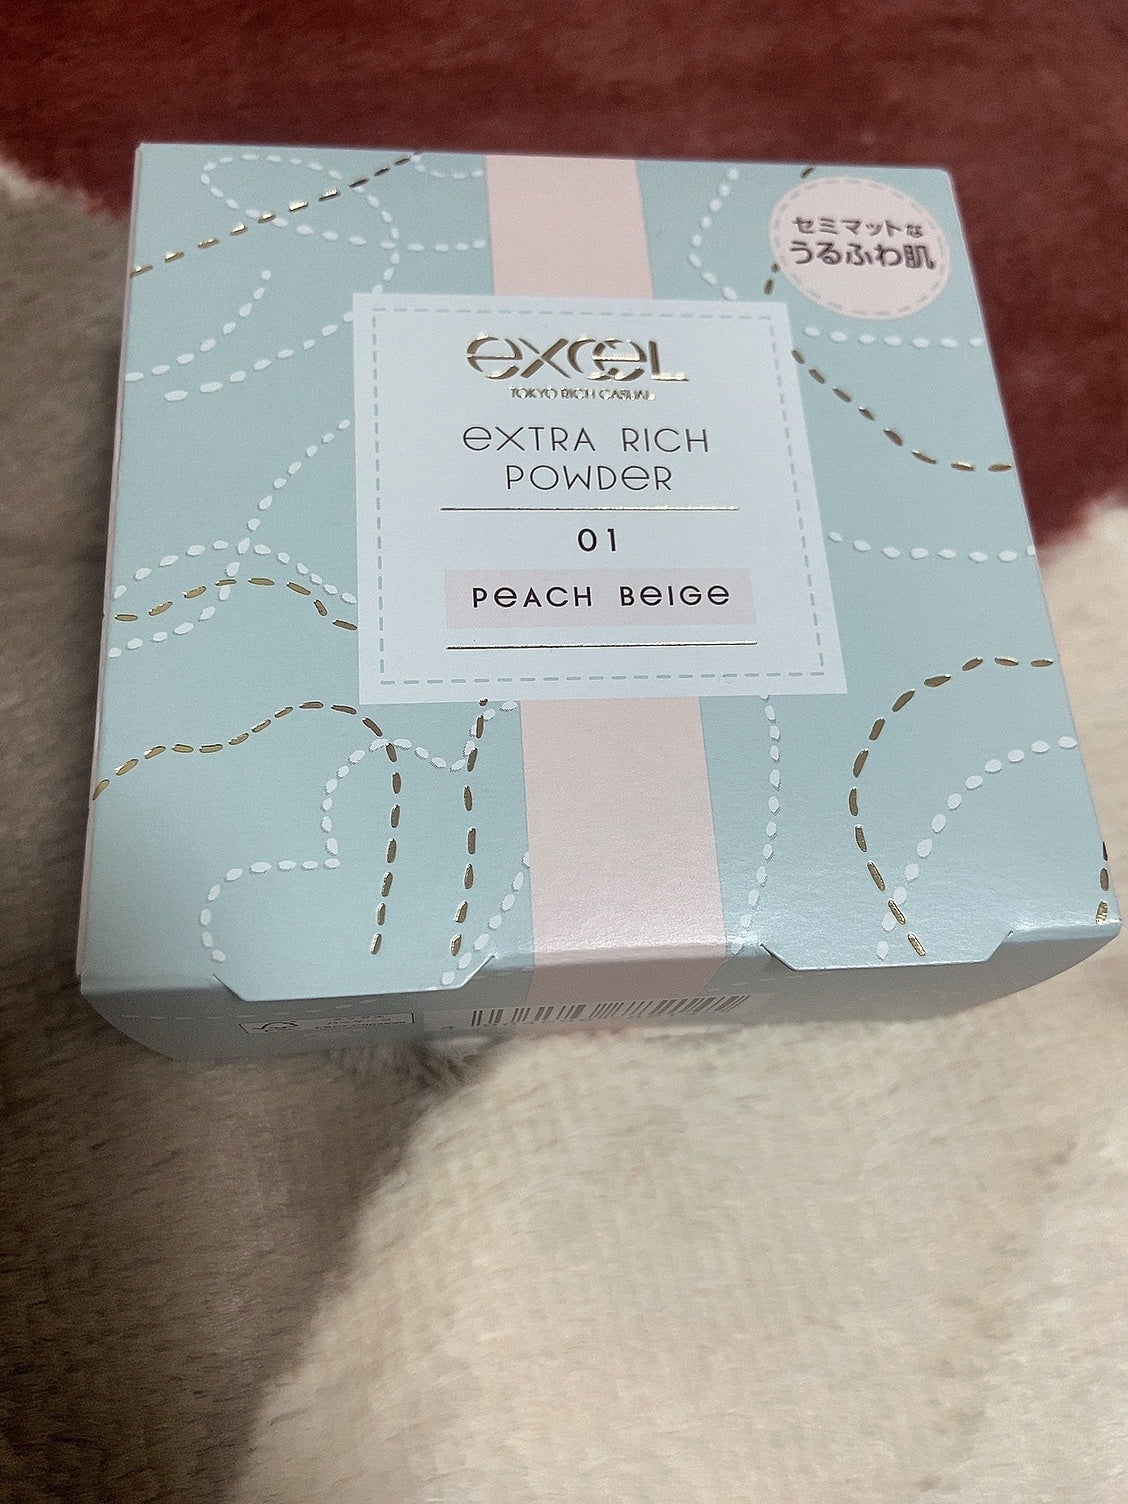 セミマットな
うるふわ肌
excel
TOKYO RICH CASUAL
extra rich
powder
01
Peach Beige